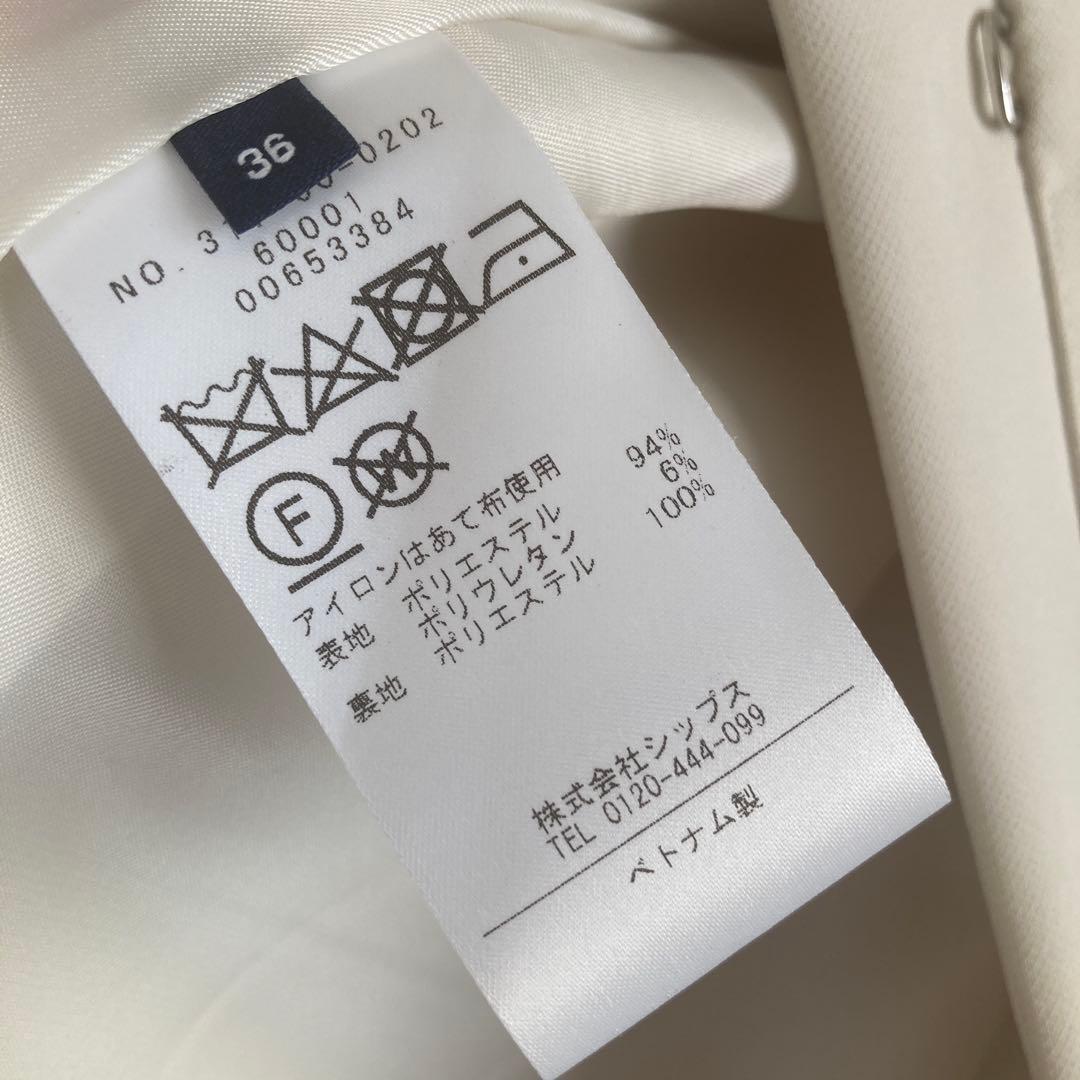 36
NO. 3 00-0202
60001
00653384
F
W
アイロンはあて布使用
表地 ポリエステル 94%
ポリウレタン 6%
裏地 ポリエステル 100%
株式会社シップス
TEL 0120-444-099
ベトナム製